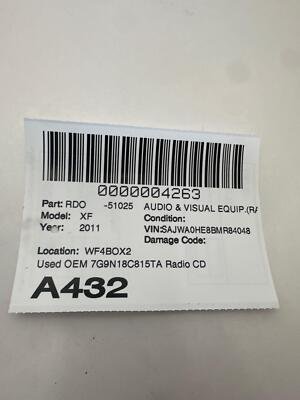 0000004263
Part: RDO -51025 AUDIO & VISUAL EQUIP.(RA
Model: XF Condition:
Year: 2011 VIN:SAJWA0HE8BMR84048
Damage Code:
Location: WF4BOX2
Used OEM 7G9N18C815TA Radio CD
A432